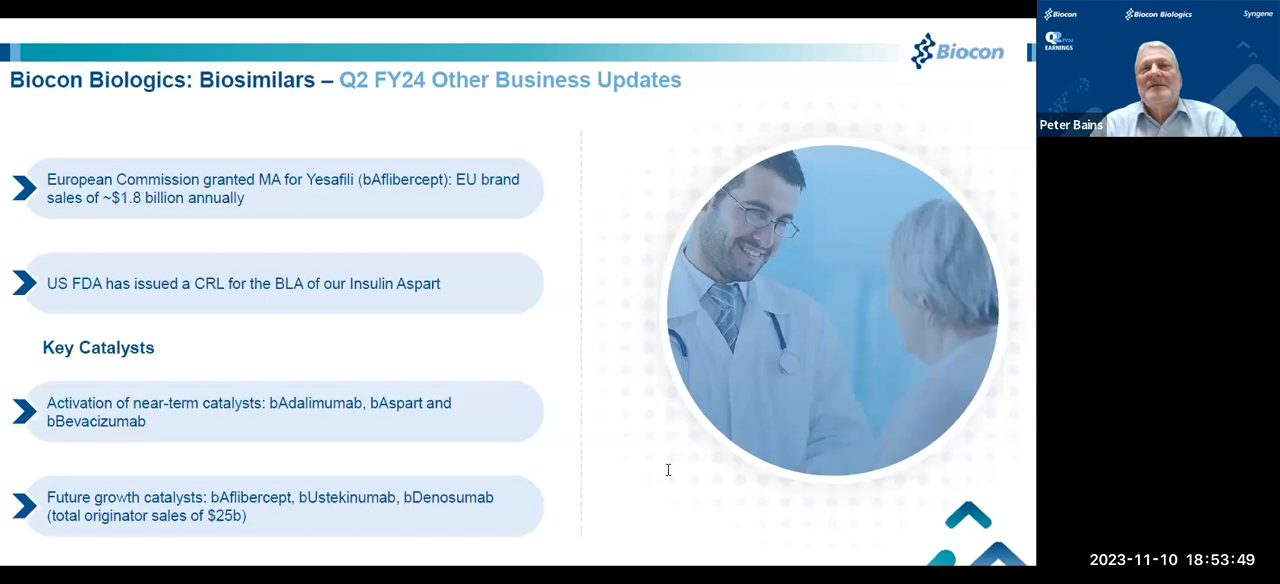 Biocon
Biocon Biologics: Biosimilars – Q2 FY24 Other Business Updates
European Commission granted MA for Yesafili (bAflibercept): EU brand
sales of ~$1.8 billion annually
US FDA has issued a CRL for the BLA of our Insulin Aspart
Key Catalysts
Activation of near-term catalysts: bAdalimumab, bAspart and
bBevacizumab
Future growth catalysts: bAflibercept, bUstekinumab, bDenosumab
(total originator sales of $25b)
Biocon
Biocon Biologics
Syngene
Q2 FY24
EARNINGS
Peter Bains
2023-11-10 18:53:49